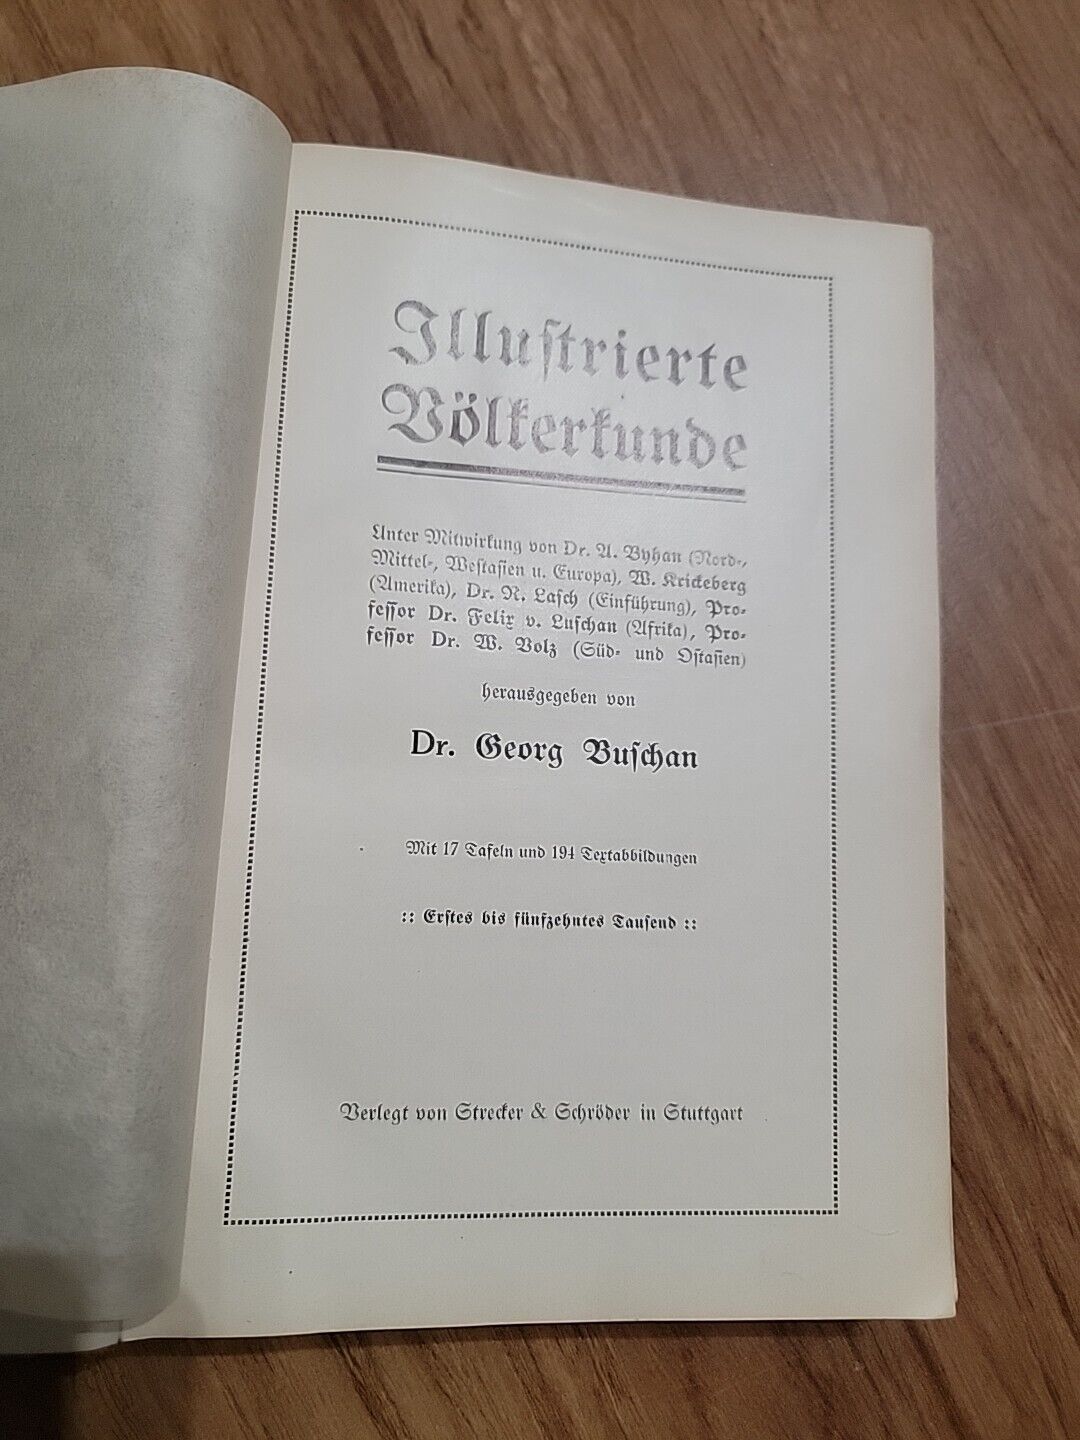 Illustrierte
Völkerkunde
Unter Mitwirkung von Dr. A. Byhan (Nord-,
Mittel-, Westasien u. Europa), W. Krickeberg
(Amerika), Dr. R. Lasch (Einführung), Pro-
fessor Dr. Felix v. Luschan (Afrika), Pro-
fessor Dr. W. Volz (Süd- und Ostasien)
herausgegeben von
Dr. Georg Buschan
Mit 17 Tafeln und 194 Textabbildungen
:: Erstes bis fünfzehntes Tausend ::
Verlegt von Strecker & Schröder in Stuttgart